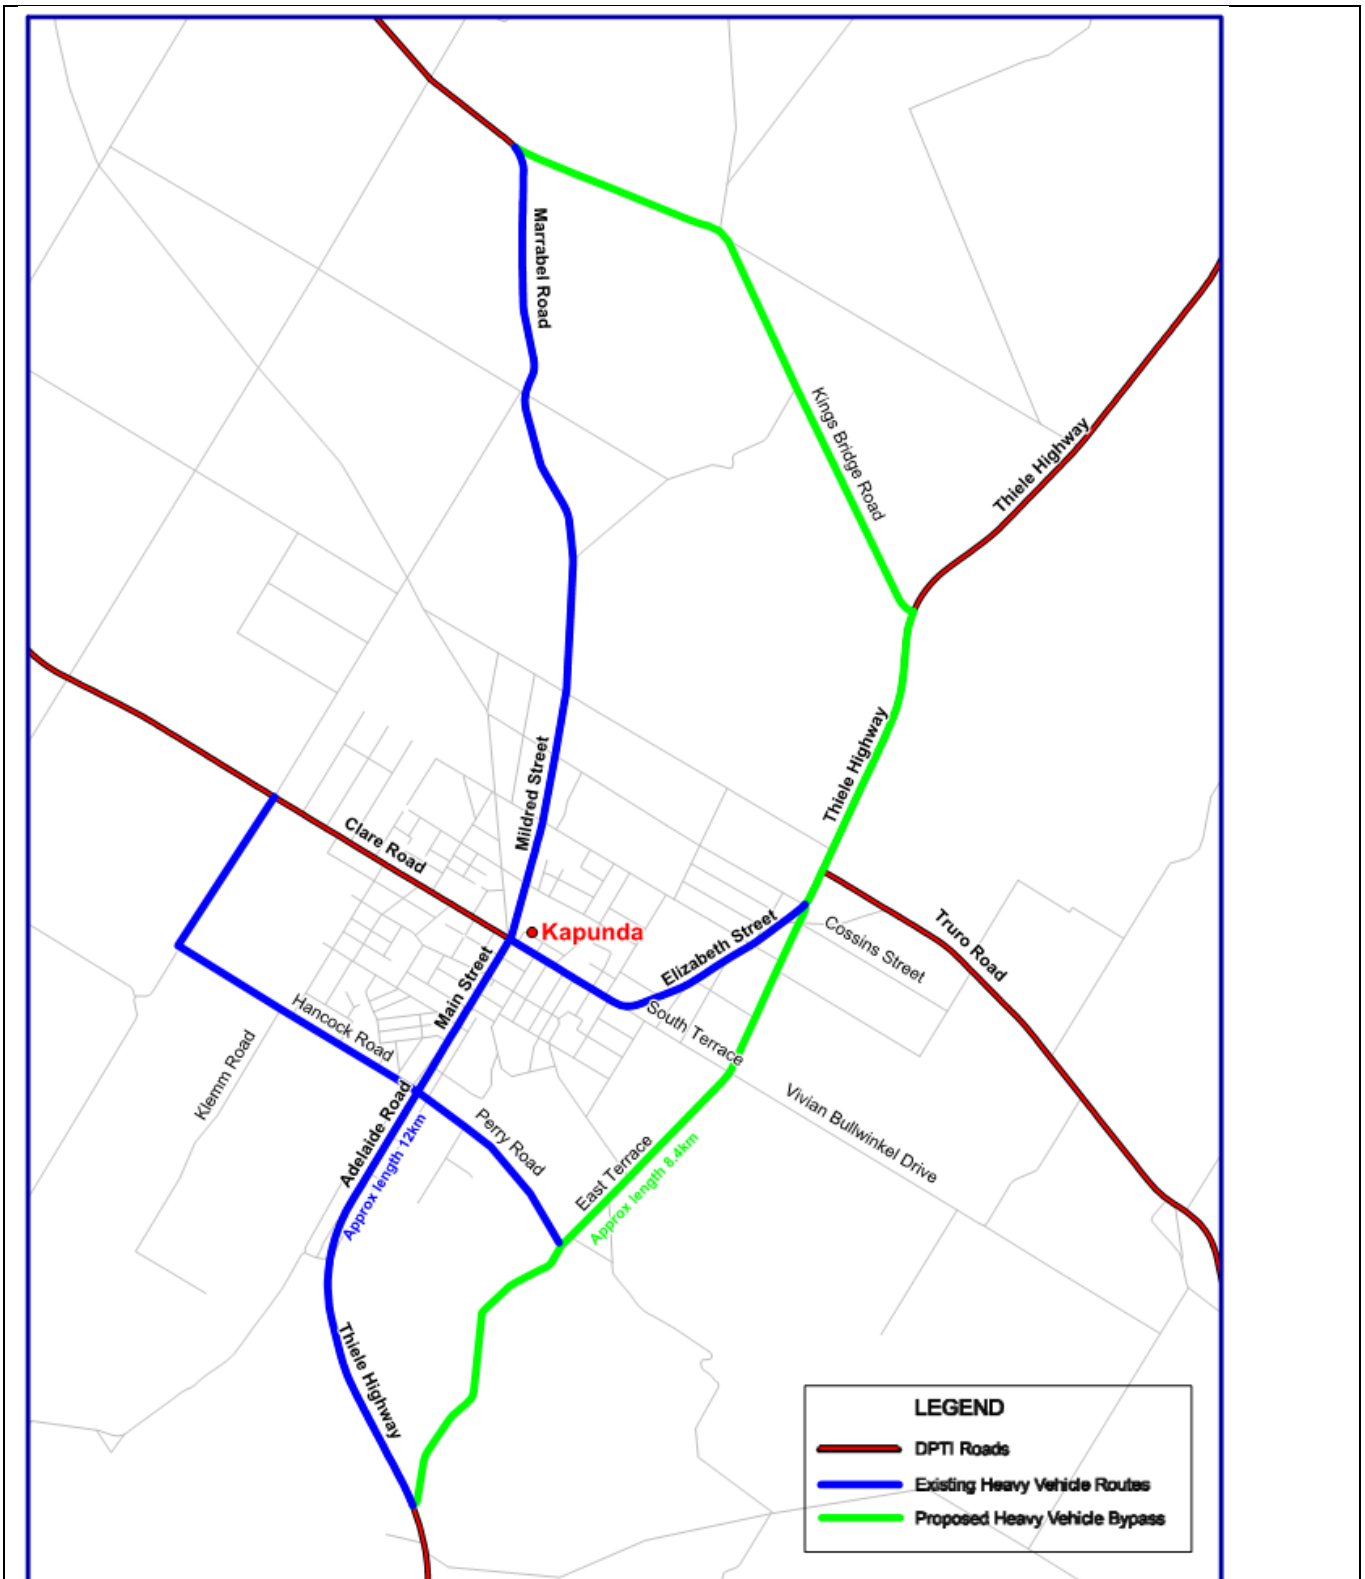 Marrabel Road
Kings Bridge Road
Thiele Highway
Thiele Highway
Mildred Street
Clare Road
Kapunda
Elizabeth Street
Cossins Street
Truro Road
Main Street
South Terrace
Hancock Road
Klemm Road
Vivian Bullwinkel Drive
Adelaide Road
Approx length 12km
Perry Road
East Terrace
Approx length 8.4km
Thiele Highway
LEGEND
DPTI Roads
Existing Heavy Vehicle Routes
Proposed Heavy Vehicle Bypass